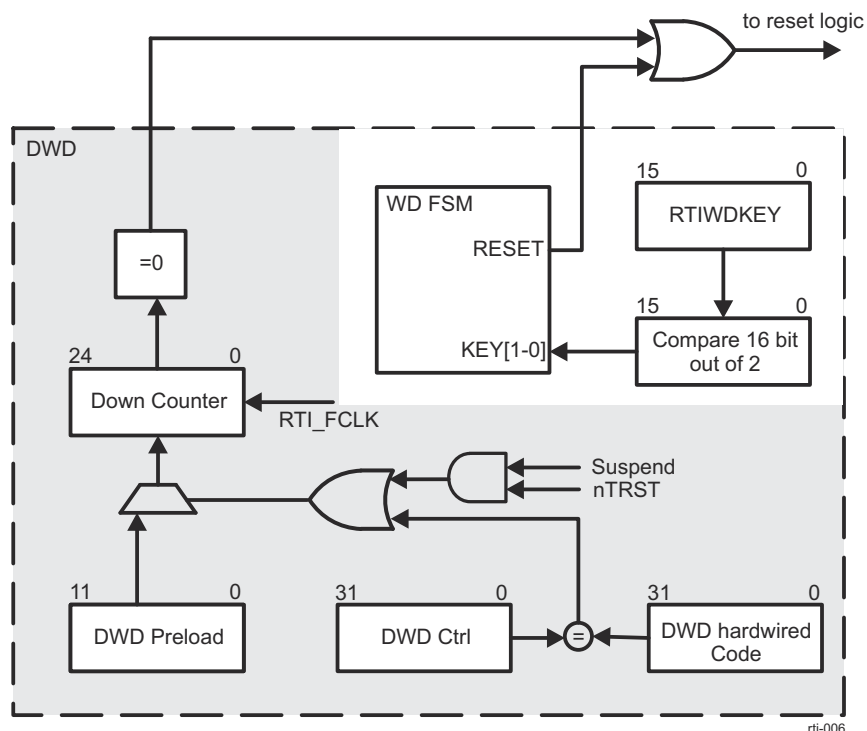 to reset logic
DWD
WD FSM
RESET
KEY[1-0]
15 0
RTIWDKEY
15 0
Compare 16 bit
out of 2
=0
24 0
Down Counter
RTI_FCLK
Suspend
nTRST
11 0
DWD Preload
31 0
DWD Ctrl
=
31 0
DWD hardwired
Code
rti-006